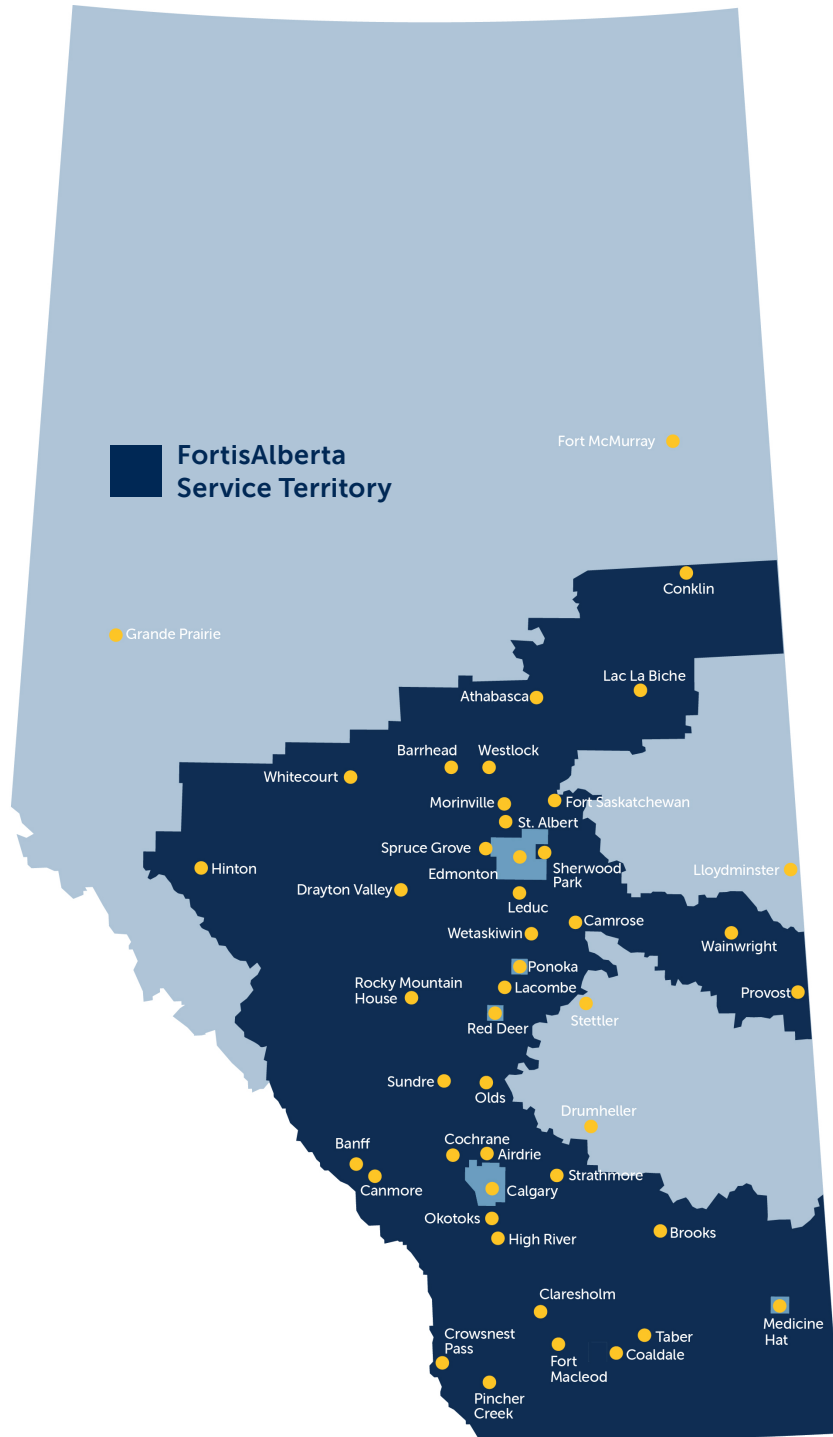 FortisAlberta
Service Territory
Fort McMurray
Conklin
Grande Prairie
Lac La Biche
Athabasca
Barrhead
Westlock
Whitecourt
Morinville
Fort Saskatchewan
St. Albert
Spruce Grove
Edmonton
Sherwood
Park
Hinton
Lloydminster
Drayton Valley
Leduc
Camrose
Wetaskiwin
Wainwright
Ponoka
Rocky Mountain
House
Lacombe
Provost
Red Deer
Stettler
Sundre
Olds
Drumheller
Banff
Cochrane
Airdrie
Canmore
Calgary
Strathmore
Okotoks
High River
Brooks
Claresholm
Medicine
Hat
Crowsnest
Pass
Taber
Coaldale
Fort
Macleod
Pincher
Creek